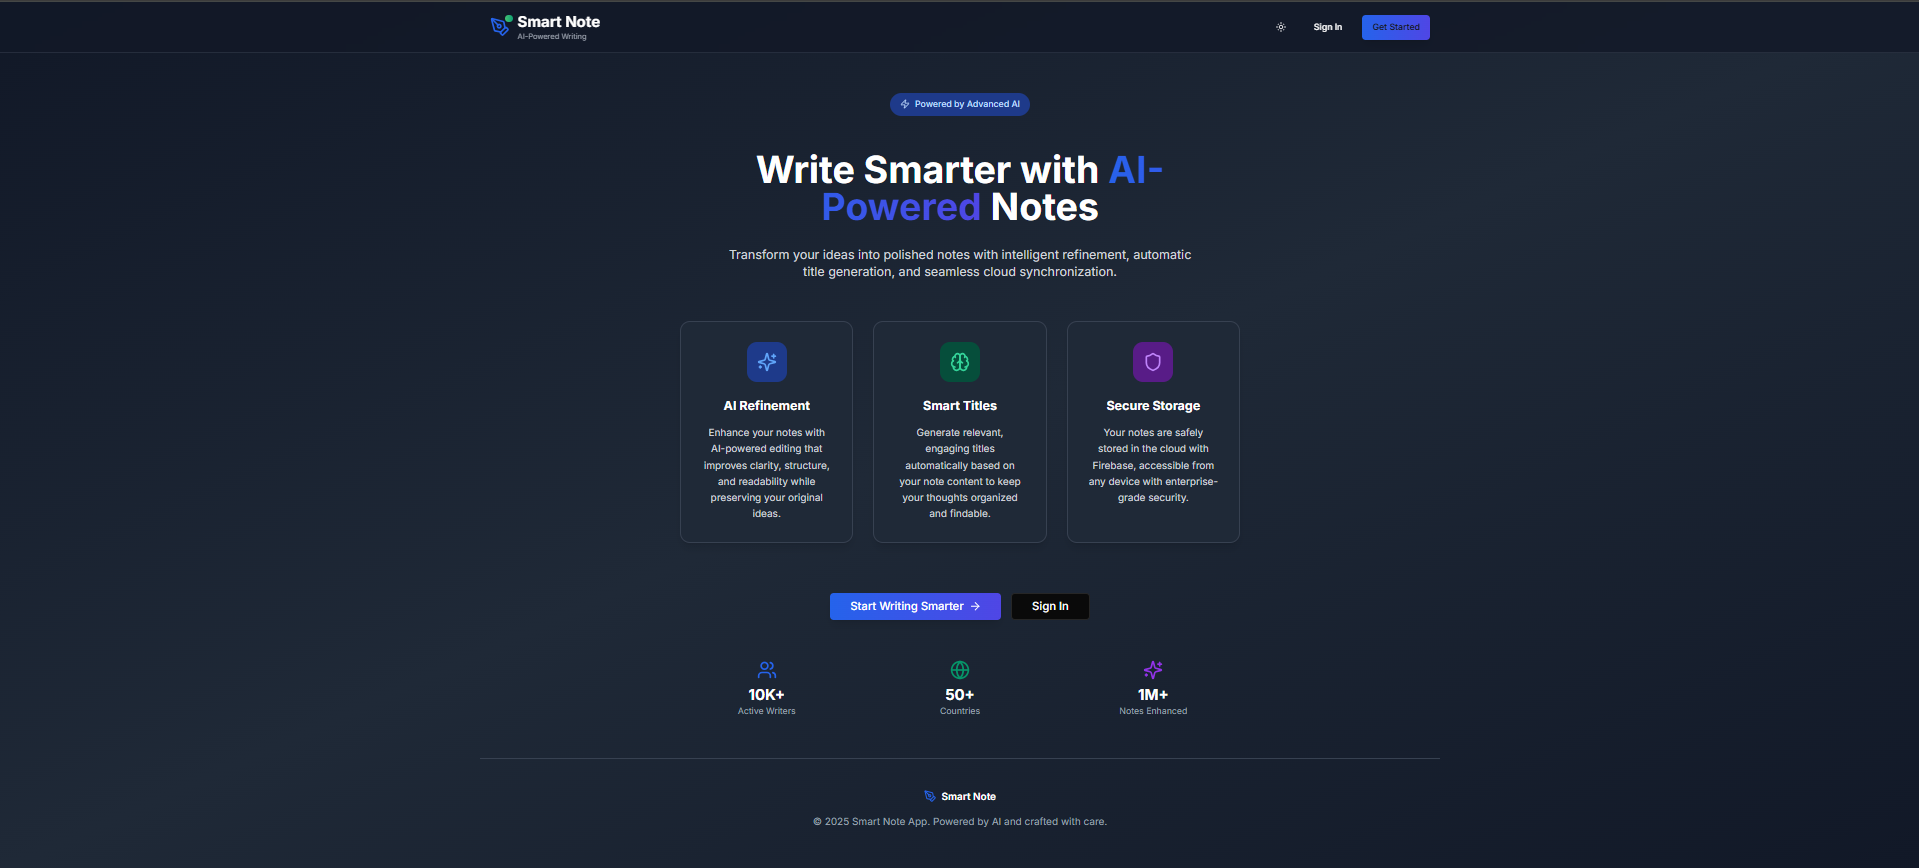 Smart Note
AI-Powered Writing
Sign In
Get Started
Powered by Advanced AI
Write Smarter with AI-
Powered Notes
Transform your ideas into polished notes with intelligent refinement, automatic
title generation, and seamless cloud synchronization.
AI Refinement
Enhance your notes with
AI-powered editing that
improves clarity, structure,
and readability while
preserving your original
ideas.
Smart Titles
Generate relevant,
engaging titles
automatically based on
your note content to keep
your thoughts organized
and findable.
Secure Storage
Your notes are safely
stored in the cloud with
Firebase, accessible from
any device with enterprise-
grade security.
Start Writing Smarter
Sign In
10K+
Active Writers
50+
Countries
1M+
Notes Enhanced
Smart Note
© 2025 Smart Note App. Powered by AI and crafted with care.